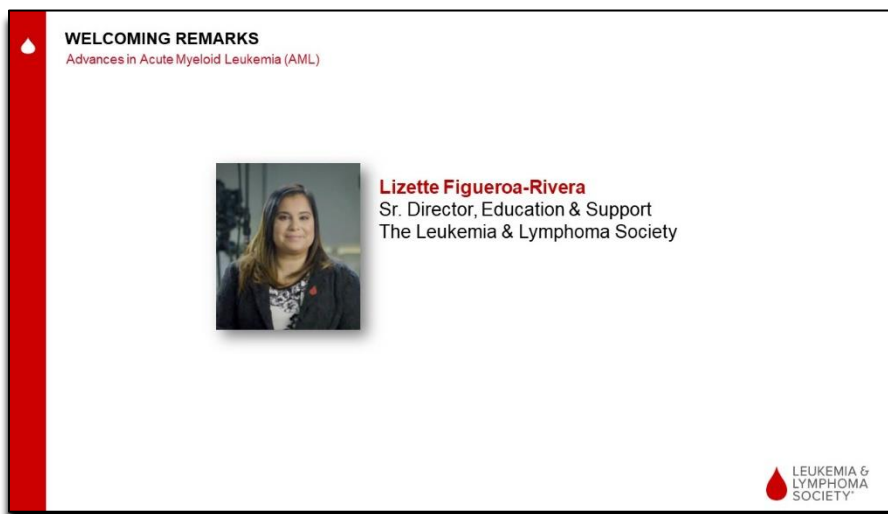 WELCOMING REMARKS
Advances in Acute Myeloid Leukemia (AML)
Lizette Figueroa-Rivera
Sr. Director, Education & Support
The Leukemia & Lymphoma Society
LEUKEMIA &
LYMPHOMA
SOCIETY®